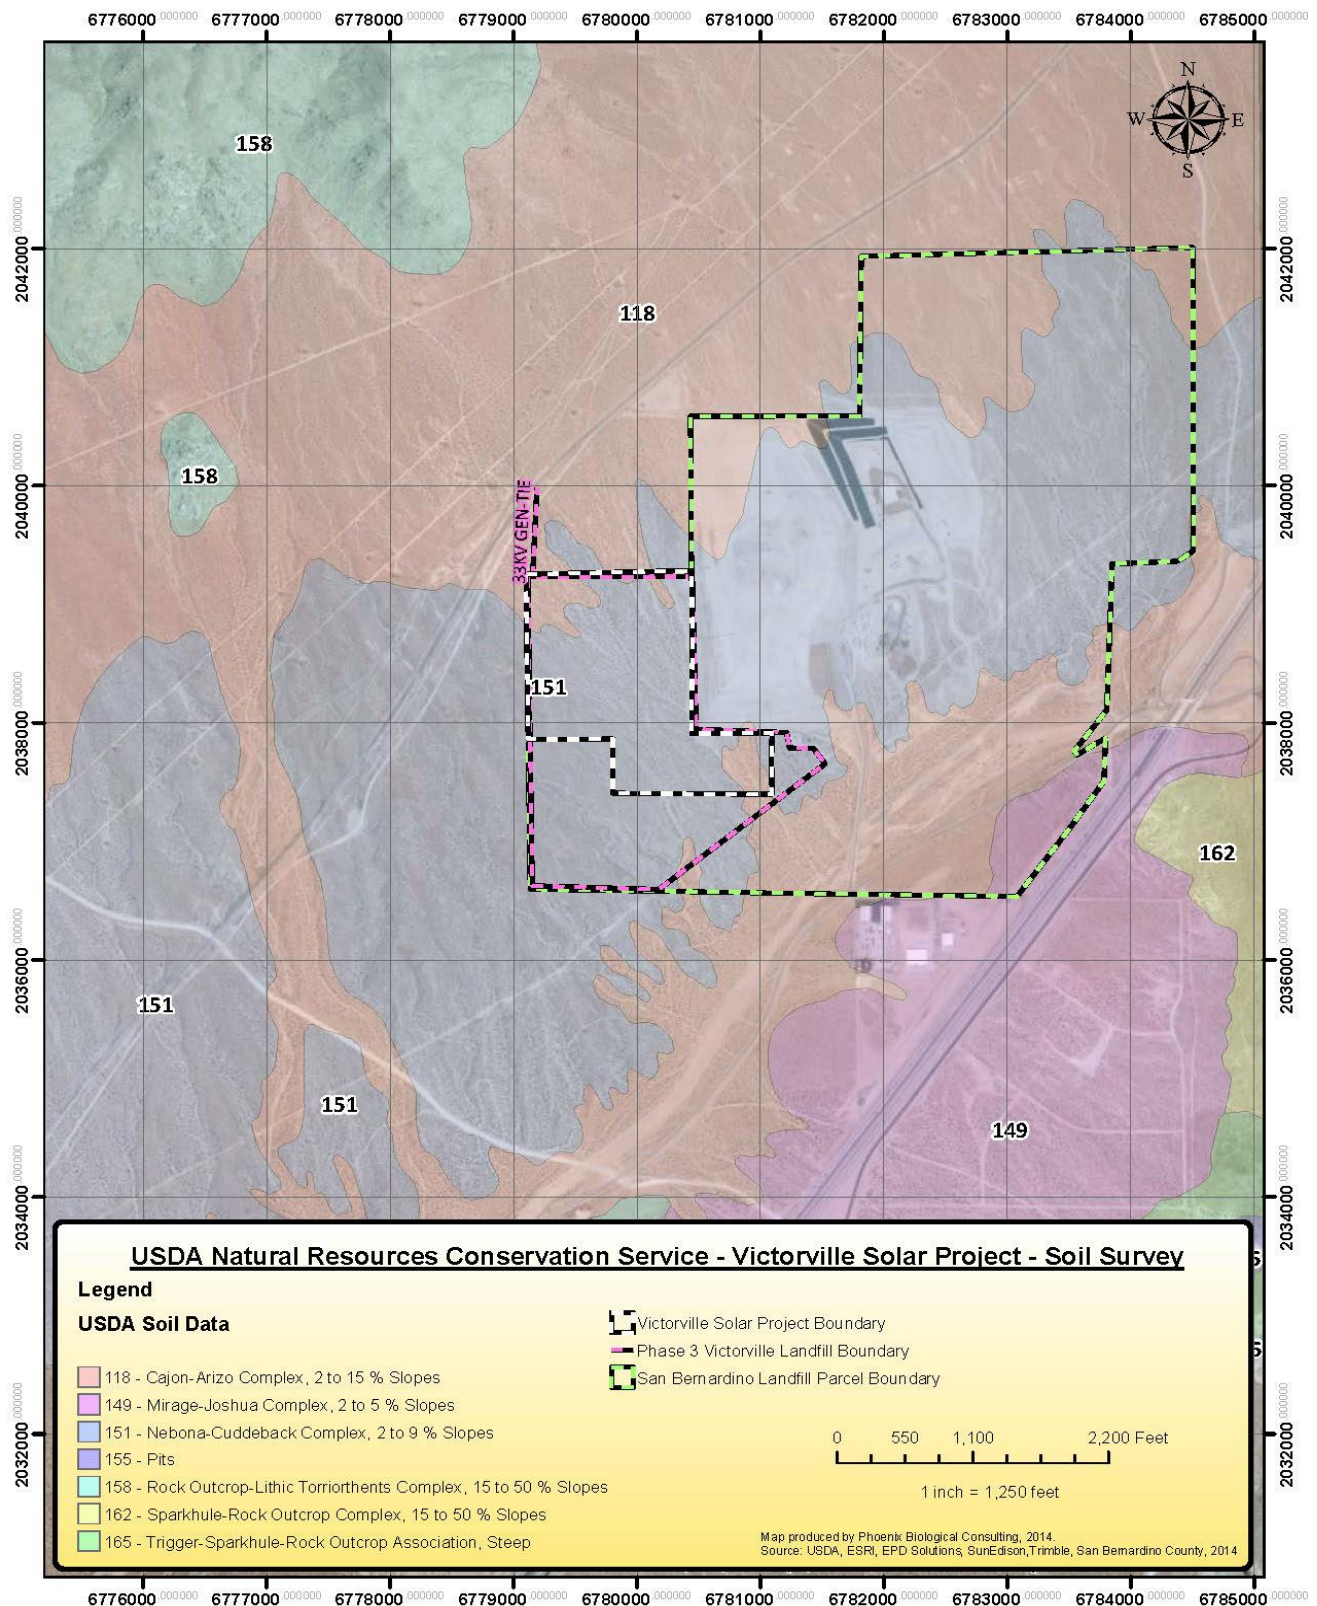 6776000.000000 6777000.000000 6778000.000000 6779000.000000 6780000.000000 6781000.000000 6782000.000000 6783000.000000 6784000.000000 6785000.000000
N
W E
S
158
118
158
33KV GEN-TIE
151
162
151
151
149
2042000.000000
2040000.000000
2038000.000000
2036000.000000
2034000.000000
2032000.000000
2042000.000000
2040000.000000
2038000.000000
2036000.000000
2034000.000000
2032000.000000
USDA Natural Resources Conservation Service - Victorville Solar Project - Soil Survey
Legend
USDA Soil Data
118 - Cajon-Arizo Complex, 2 to 15 % Slopes
149 - Mirage-Joshua Complex, 2 to 5 % Slopes
151 - Nebona-Cuddeback Complex, 2 to 9 % Slopes
155 - Pits
158 - Rock Outcrop-Lithic Torriorthents Complex, 15 to 50 % Slopes
162 - Sparkhule-Rock Outcrop Complex, 15 to 50 % Slopes
165 - Trigger-Sparkhule-Rock Outcrop Association, Steep
Victorville Solar Project Boundary
Phase 3 Victorville Landfill Boundary
San Bernardino Landfill Parcel Boundary
0 550 1,100 2,200 Feet
1 inch = 1,250 feet
Map produced by Phoenix Biological Consulting, 2014.
Source: USDA, ESRI, EPD Solutions, SunEdison,Trimble, San Bernardino County, 2014
6776000.000000 6777000.000000 6778000.000000 6779000.000000 6780000.000000 6781000.000000 6782000.000000 6783000.000000 6784000.000000 6785000.000000